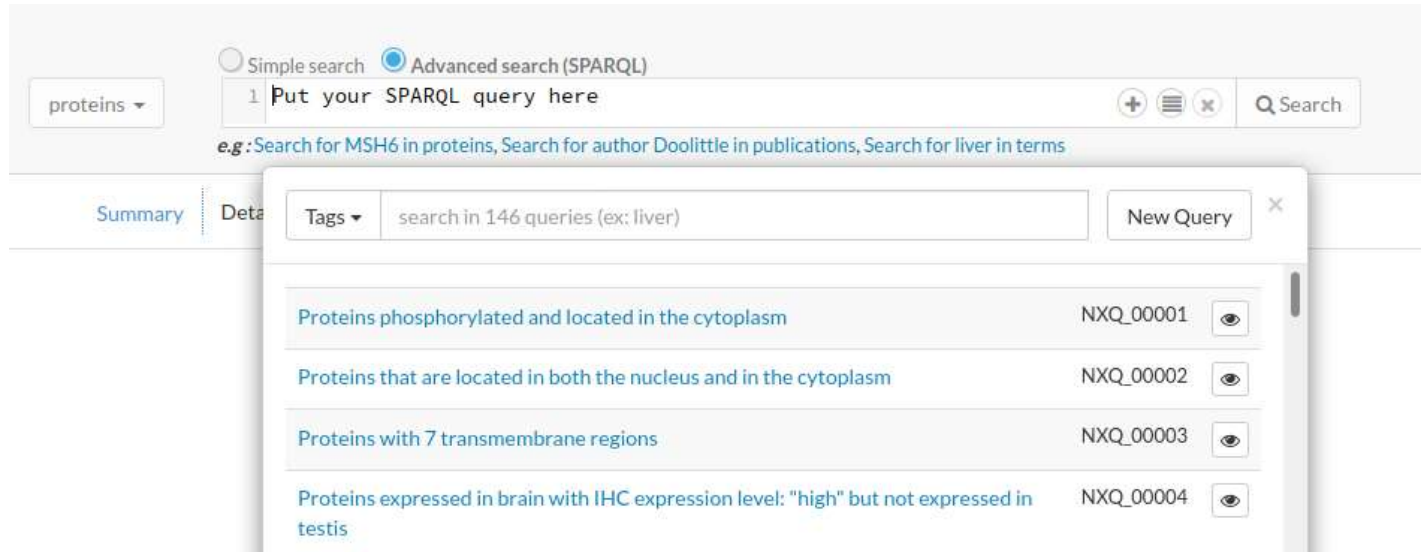 Simple search Advanced search (SPARQL)
proteins
1 Put your SPARQL query here
Search
e.g : Search for MSH6 in proteins, Search for author Doolittle in publications, Search for liver in terms
Summary
Deta
Tags
search in 146 queries (ex: liver)
New Query
×
Proteins phosphorylated and located in the cytoplasm NXQ_00001
Proteins that are located in both the nucleus and in the cytoplasm NXQ_00002
Proteins with 7 transmembrane regions NXQ_00003
Proteins expressed in brain with IHC expression level: "high" but not expressed in NXQ_00004
testis